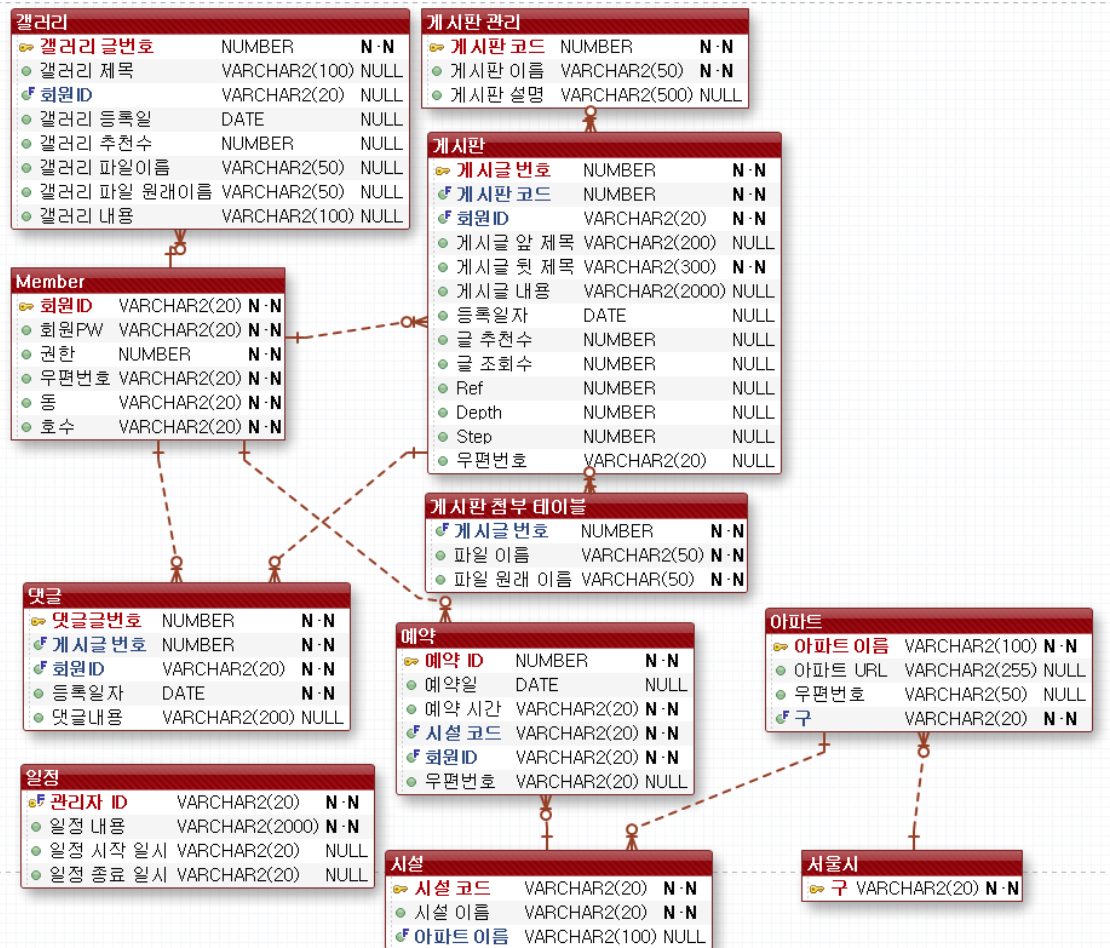 갤러리
갤러리 글번호 NUMBER N·N
갤러리 제목 VARCHAR2(100) NULL
회원ID VARCHAR2(20) NULL
갤러리 등록일 DATE NULL
갤러리 추천수 NUMBER NULL
갤러리 파일이름 VARCHAR2(50) NULL
갤러리 파일 원래이름 VARCHAR2(50) NULL
갤러리 내용 VARCHAR2(100) NULL
게시판 관리
게시판 코드 NUMBER N·N
게시판 이름 VARCHAR2(50) N·N
게시판 설명 VARCHAR2(500) NULL
게시판
게시글 번호 NUMBER N·N
게시판 코드 NUMBER N·N
회원ID VARCHAR2(20) N·N
게시글 앞 제목 VARCHAR2(200) NULL
게시글 뒷 제목 VARCHAR2(300) N·N
게시글 내용 VARCHAR2(2000) NULL
등록일자 DATE NULL
글 추천수 NUMBER NULL
글 조회수 NUMBER NULL
Ref NUMBER NULL
Depth NUMBER NULL
Step NUMBER NULL
우편번호 VARCHAR2(20) NULL
Member
회원ID VARCHAR2(20) N·N
회원PW VARCHAR2(20) N·N
권한 NUMBER N·N
우편번호 VARCHAR2(20) N·N
동 VARCHAR2(20) N·N
호수 VARCHAR2(20) N·N
게시판 첨부 테이블
게시글 번호 NUMBER N·N
파일 이름 VARCHAR2(50) N·N
파일 원래 이름 VARCHAR(50) N·N
댓글
댓글글번호 NUMBER N·N
게시글 번호 NUMBER N·N
회원ID VARCHAR2(20) N·N
등록일자 DATE N·N
댓글내용 VARCHAR2(200) NULL
예약
예약 ID NUMBER N·N
예약일 DATE NULL
예약 시간 VARCHAR2(20) N·N
시설 코드 VARCHAR2(20) N·N
회원ID VARCHAR2(20) N·N
우편번호 VARCHAR2(20) NULL
아파트
아파트 이름 VARCHAR2(100) N·N
아파트 URL VARCHAR2(255) NULL
우편번호 VARCHAR2(50) NULL
구 VARCHAR2(20) N·N
일정
관리자 ID VARCHAR2(20) N·N
일정 내용 VARCHAR2(2000) N·N
일정 시작 일시 VARCHAR2(20) NULL
일정 종료 일시 VARCHAR2(20) NULL
시설
시설 코드 VARCHAR2(20) N·N
시설 이름 VARCHAR2(20) N·N
아파트 이름 VARCHAR2(100) NULL
서울시
구 VARCHAR2(20) N·N